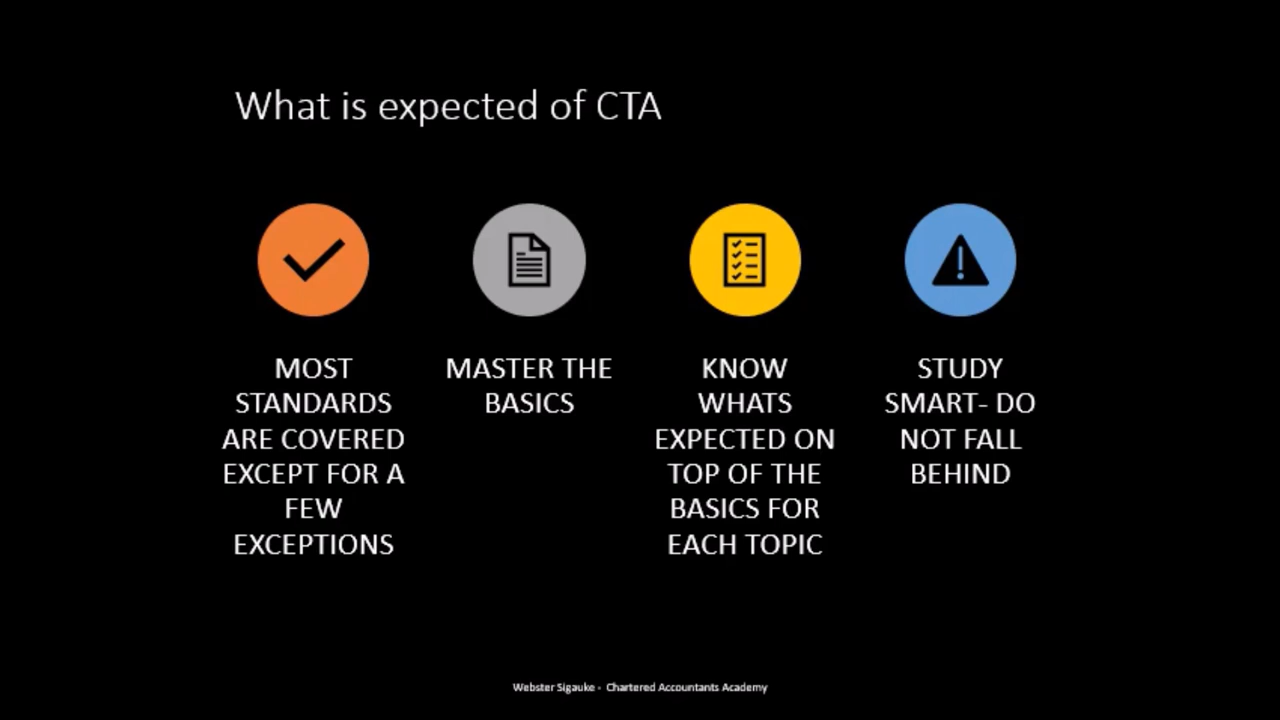 What is expected of CTA
MOST
STANDARDS
ARE COVERED
EXCEPT FOR A
FEW
EXCEPTIONS
MASTER THE
BASICS
KNOW
WHATS
EXPECTED ON
TOP OF THE
BASICS FOR
EACH TOPIC
STUDY
SMART- DO
NOT FALL
BEHIND
Webster Sigauke - Chartered Accountants Academy